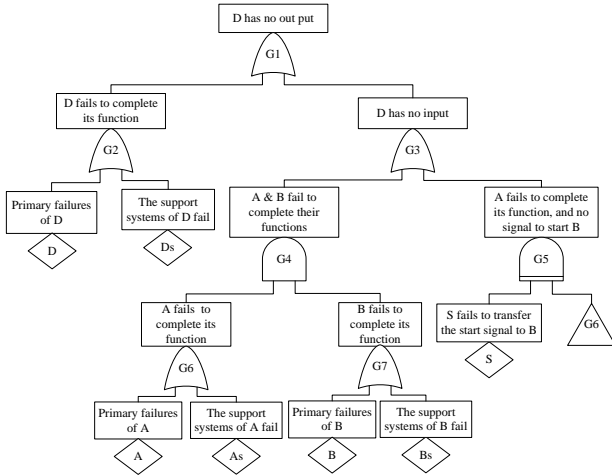 D has no out put
G1
D fails to complete
its function
D has no input
G2
G3
Primary failures
of D
The support
systems of D fail
A & B fail to
complete their
functions
A fails to complete
its function, and no
signal to start B
D
Ds
G4
G5
A fails to
complete its
function
B fails to
complete its
function
S fails to transfer
the start signal to B
G6
G6
G7
S
Primary failures
of A
The support
systems of A fail
Primary failures
of B
The support
systems of B fail
A
As
B
Bs